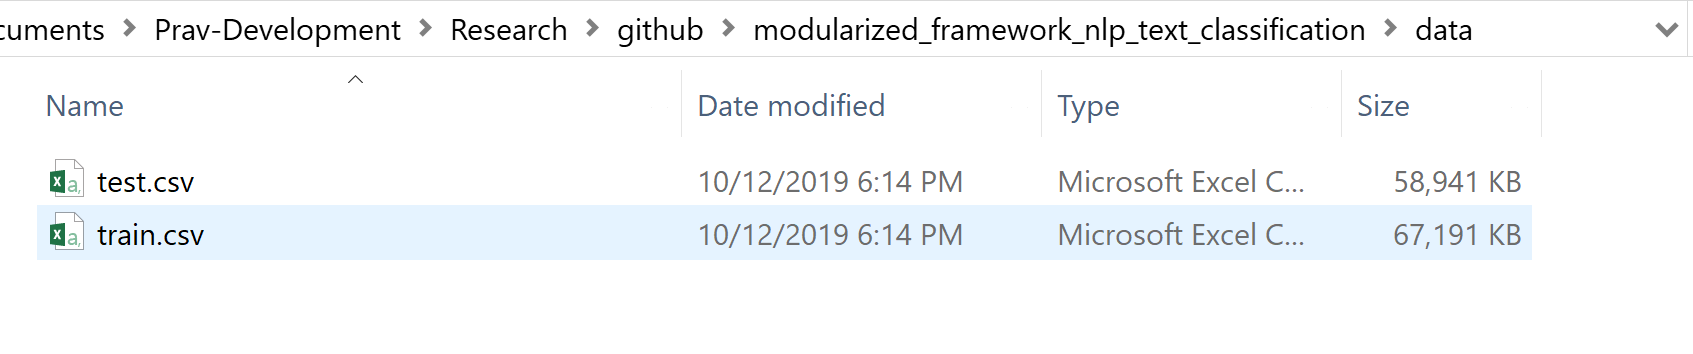 cuments > Prav-Development > Research > github > modularized_framework_nlp_text_classification > data
Name Date modified Type Size
test.csv 10/12/2019 6:14 PM Microsoft Excel C... 58,941 KB
train.csv 10/12/2019 6:14 PM Microsoft Excel C... 67,191 KB